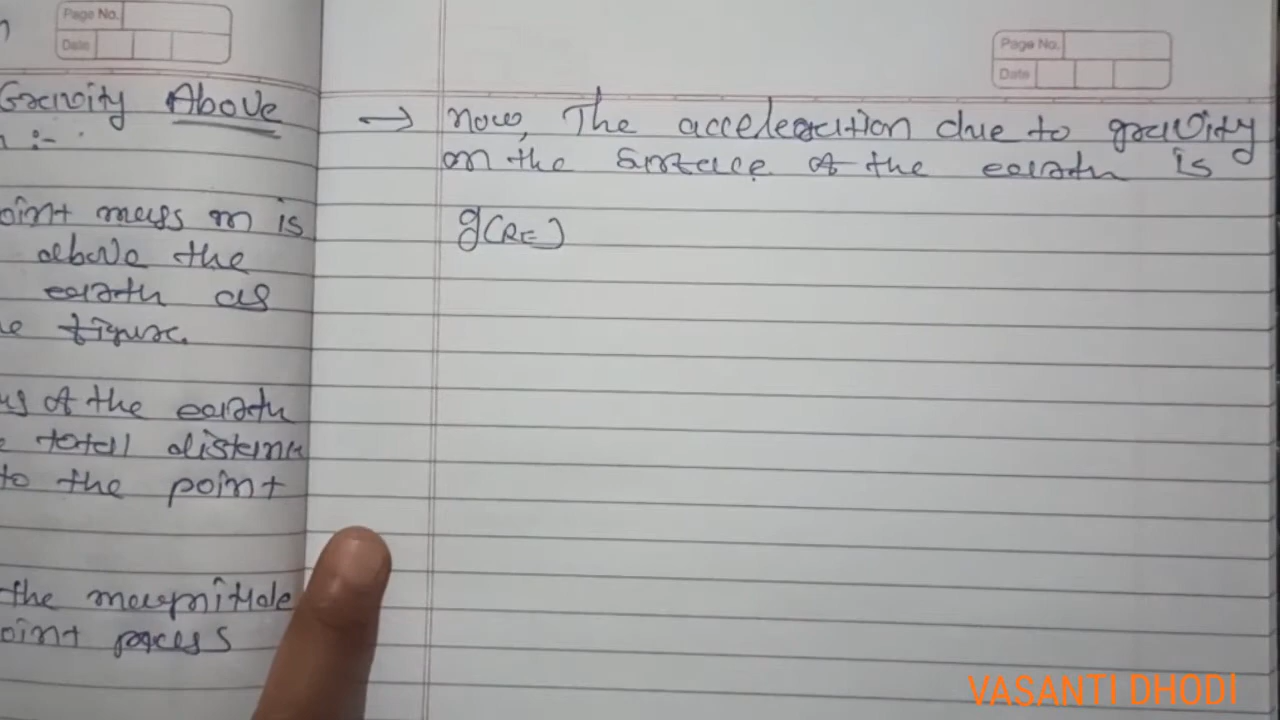 Page No.
Date
Gravity Above
:-
oint mass m is
above the
earth as
figure.
us of the earth
total distance
to the point
the magnitude
oint mass
Page No.
Date
→ now, The acceleration due to gravity
on the surface of the earth is
g(RE)
VASANTI DHODI